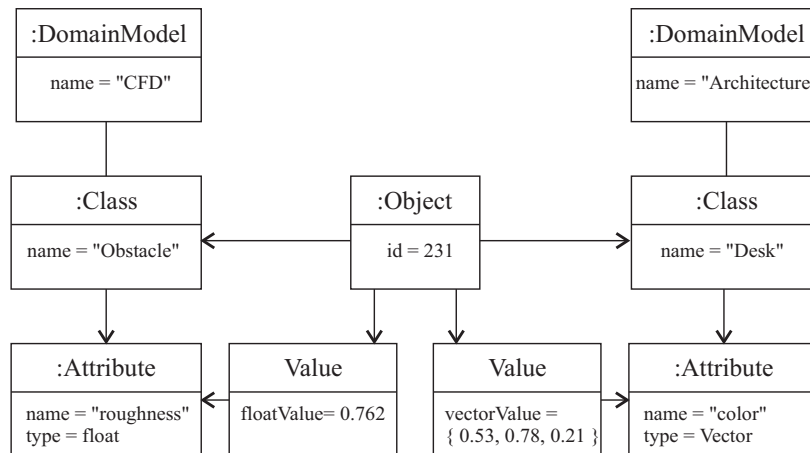 :DomainModel
name = "CFD"
:DomainModel
name = "Architecture
:Class
name = "Obstacle"
:Object
id = 231
:Class
name = "Desk"
:Attribute
name = "roughness"
type = float
Value
floatValue= 0.762
Value
vectorValue =
{ 0.53, 0.78, 0.21 }
:Attribute
name = "color"
type = Vector